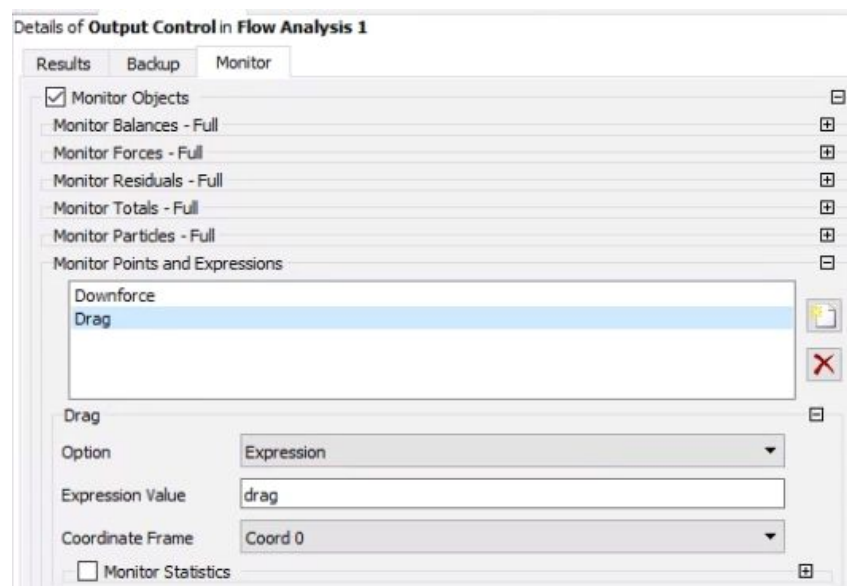 Details of Output Control in Flow Analysis 1
Results Backup Monitor
Monitor Objects
Monitor Balances - Full
Monitor Forces - Full
Monitor Residuals - Full
Monitor Totals - Full
Monitor Particles - Full
Monitor Points and Expressions
Downforce
Drag
Drag
Option Expression
Expression Value drag
Coordinate Frame Coord 0
Monitor Statistics